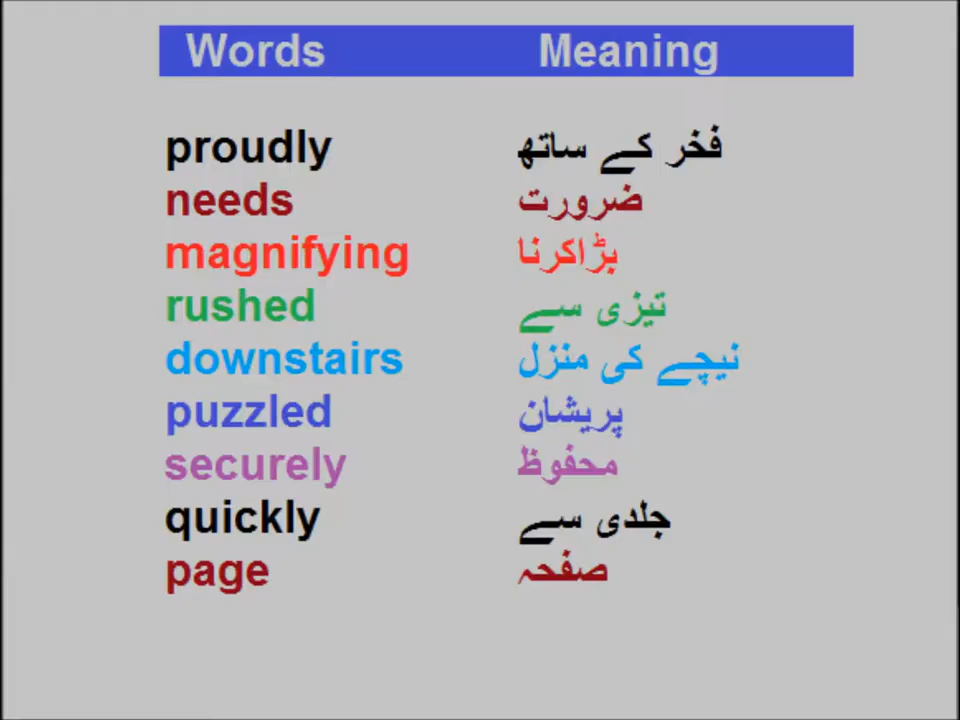 Words Meaning
proudly فخر کے ساتھ
needs ضرورت
magnifying بڑاکرنا
rushed تیزی سے
downstairs نیچے کی منزل
puzzled پریشان
securely محفوظ
quickly جلدی سے
page صفحہ